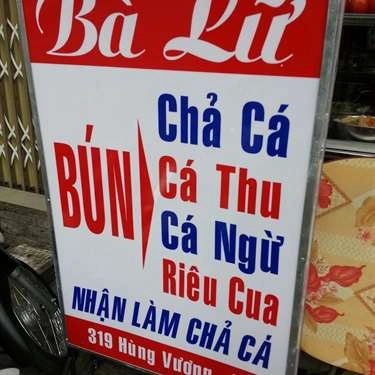 Bà Lữ
BÚN
Chả Cá
Cá Thu
Cá Ngừ
Riêu Cua
NHẬN LÀM CHẢ CÁ
319 Hùng Vương